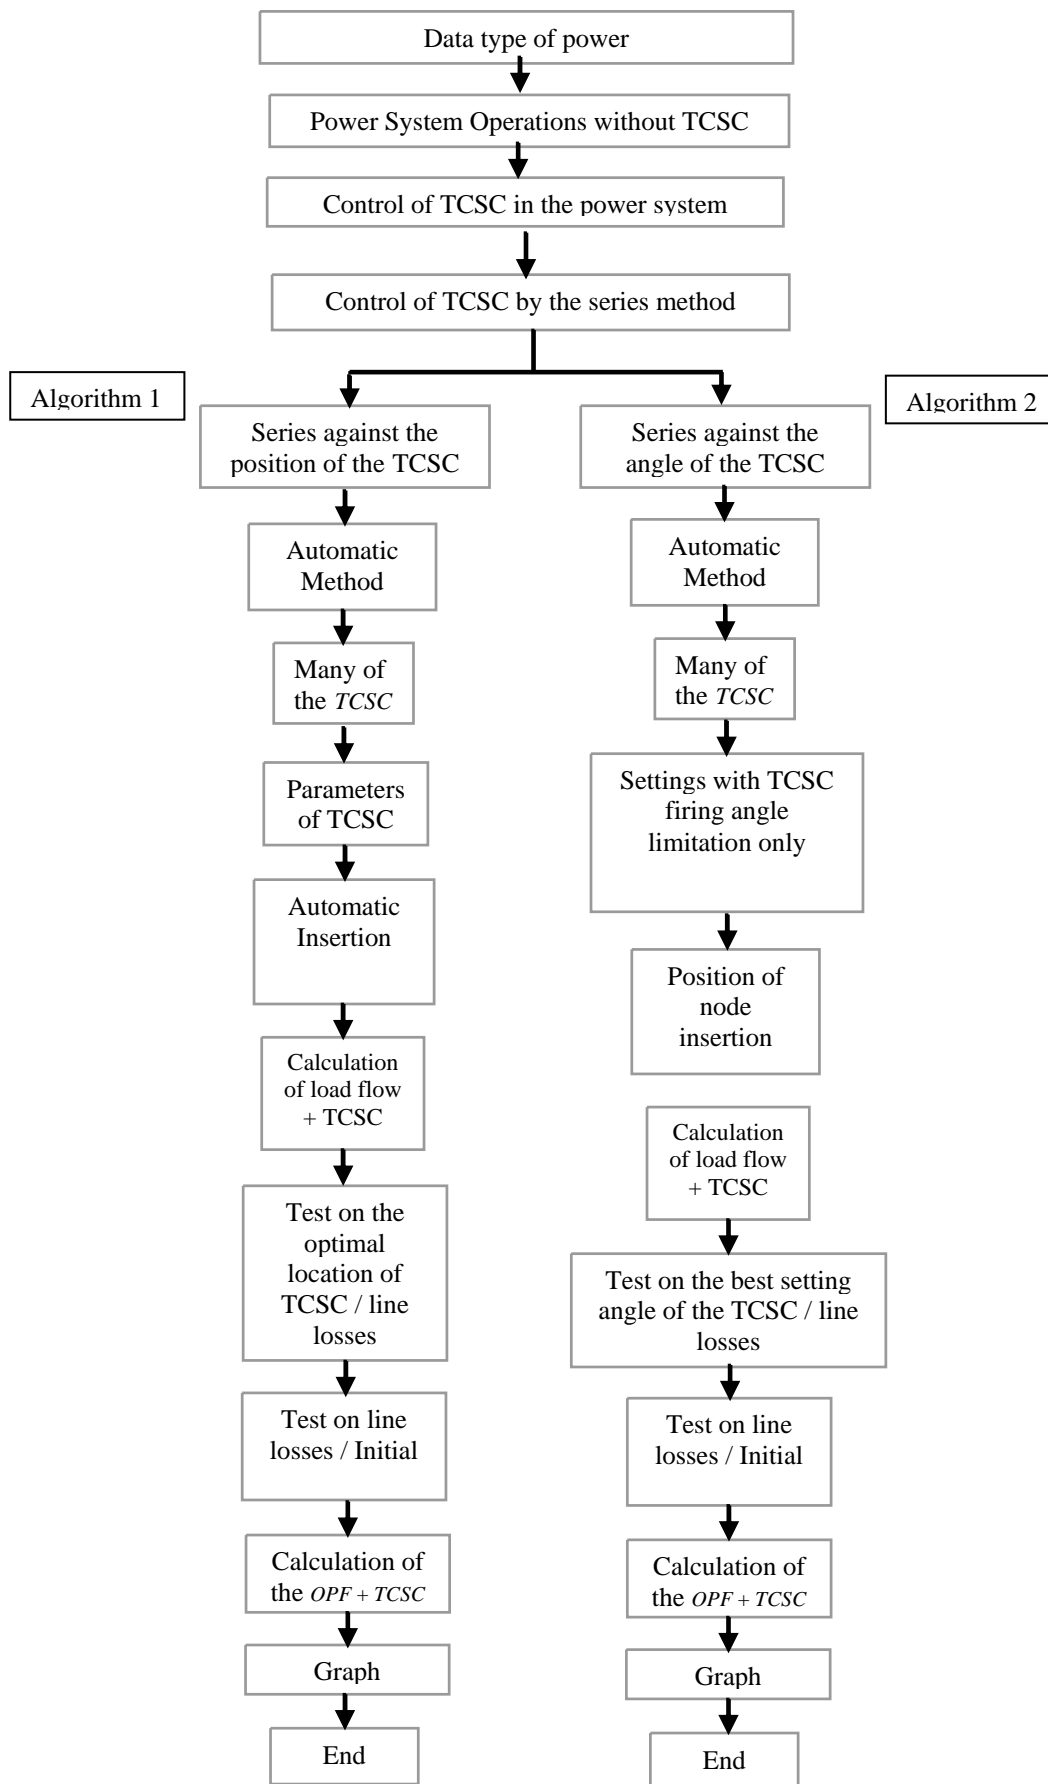 Data type of power
Power System Operations without TCSC
Control of TCSC in the power system
Control of TCSC by the series method
Algorithm 1
Algorithm 2
Series against the
position of the TCSC
Automatic
Method
Many of
the TCSC
Parameters
of TCSC
Automatic
Insertion
Calculation
of load flow
+ TCSC
Test on the
optimal
location of
TCSC / line
losses
Test on line
losses / Initial
Calculation of
the OPF + TCSC
Graph
End
Series against the
angle of the TCSC
Automatic
Method
Many of
the TCSC
Settings with TCSC
firing angle
limitation only
Position of
node
insertion
Calculation
of load flow
+ TCSC
Test on the best setting
angle of the TCSC / line
losses
Test on line
losses / Initial
Calculation of
the OPF + TCSC
Graph
End